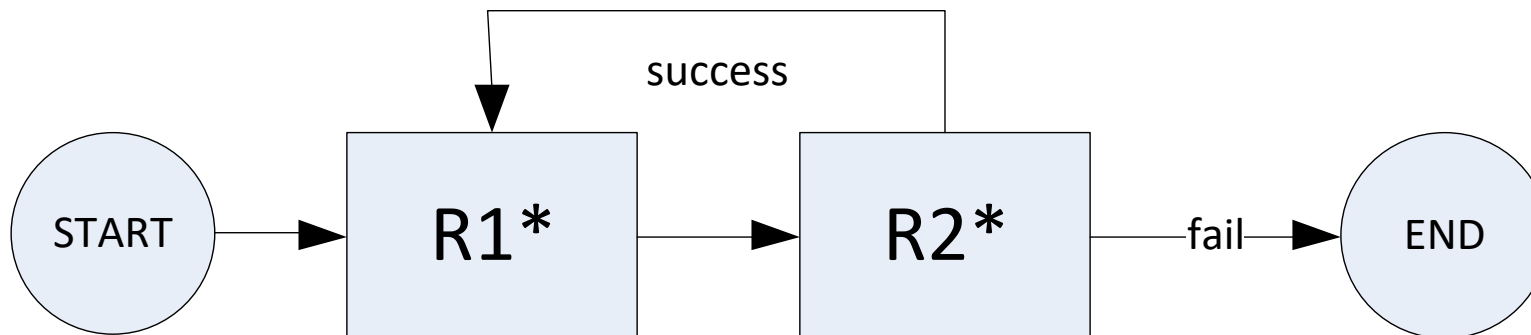 success
START
R1*
R2*
fail
END